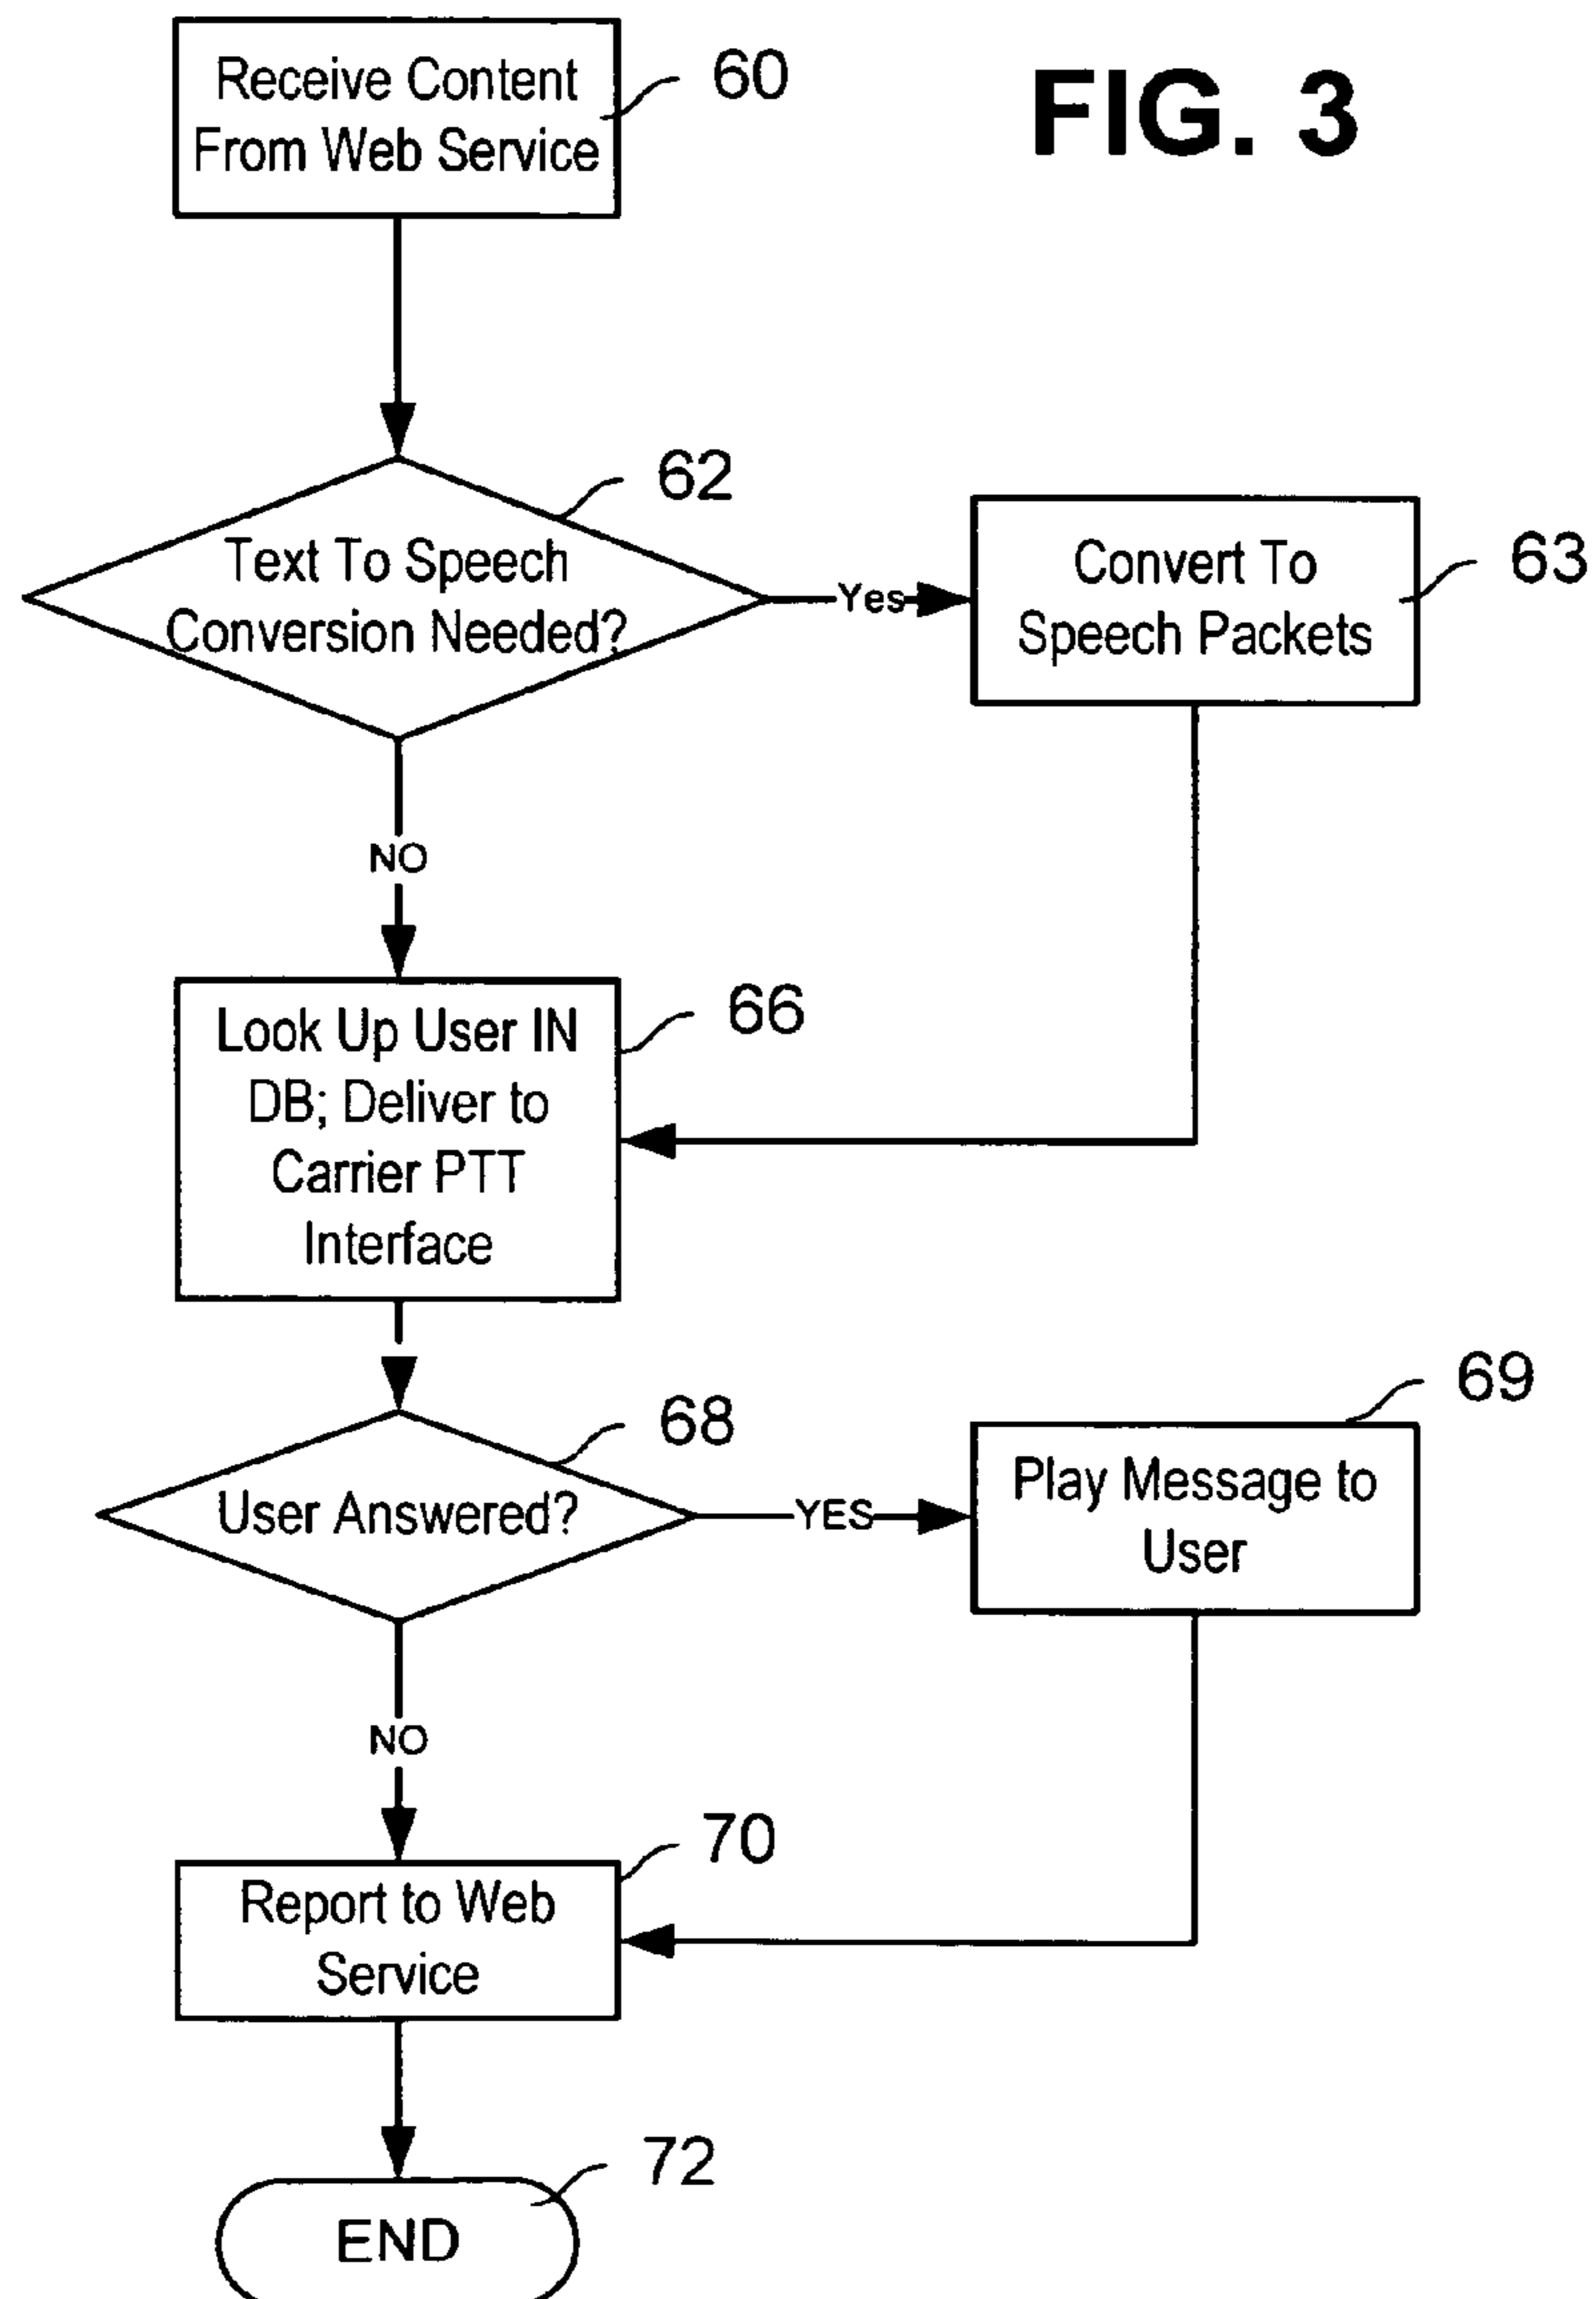 FIG. 3
Receive Content
From Web Service
60
62
Text To Speech
Conversion Needed?
Yes
Convert To
Speech Packets
63
NO
66
Look Up User IN
DB; Deliver to
Carrier PTT
Interface
68
User Answered?
YES
69
Play Message to
User
NO
70
Report to Web
Service
72
END